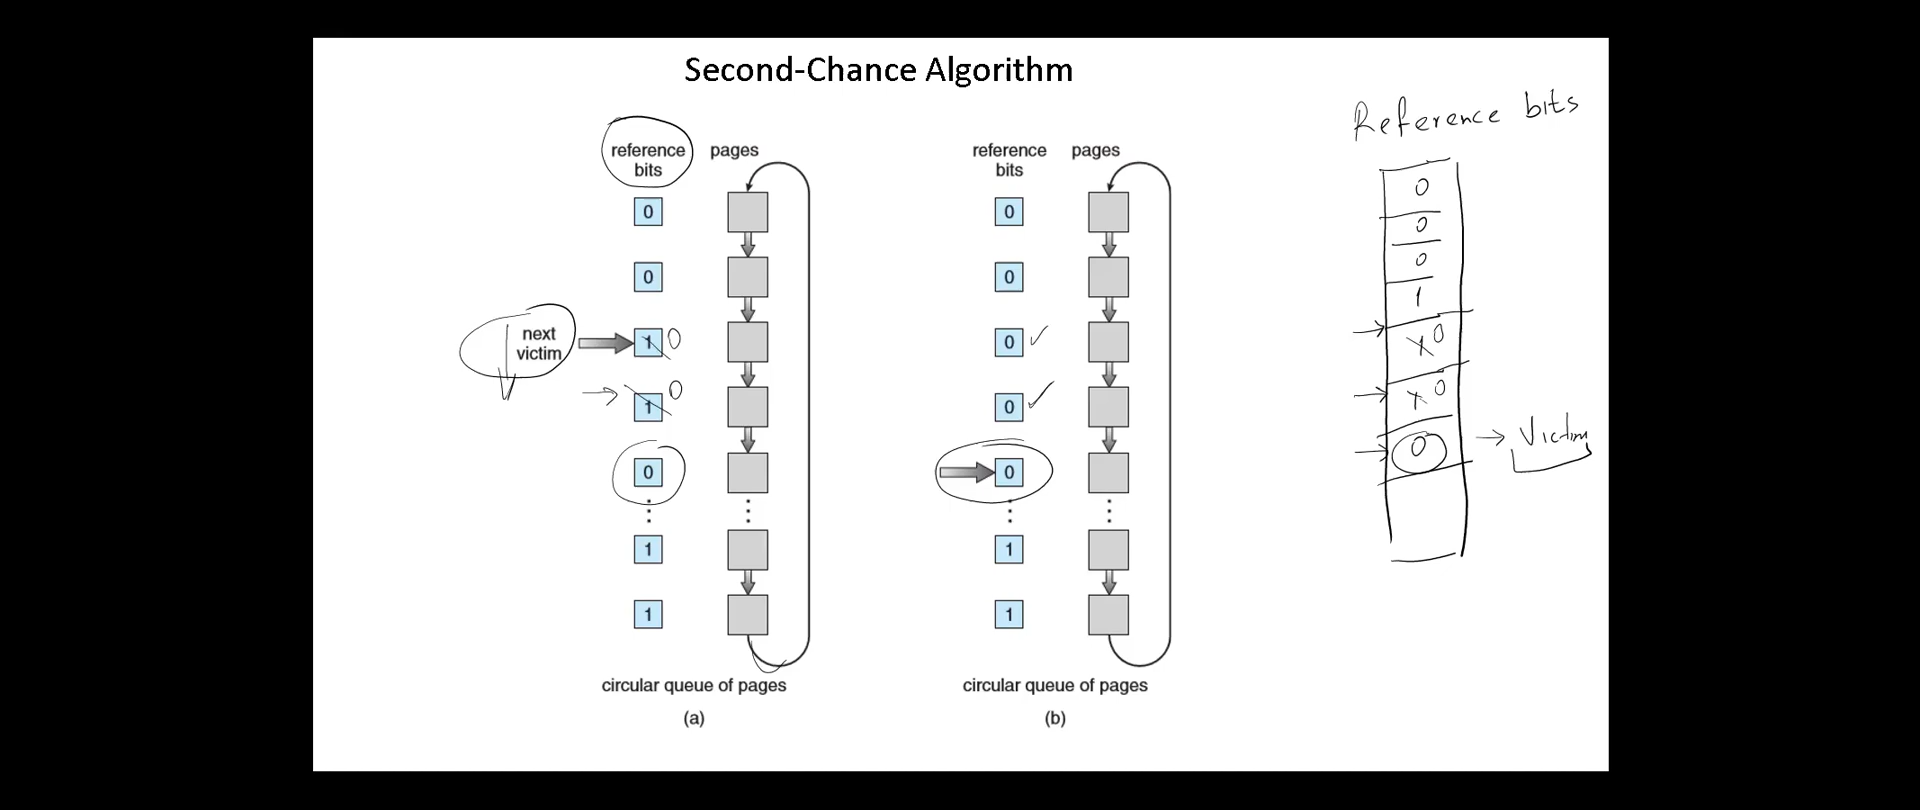 Second-Chance Algorithm
reference
bits
pages
0
0
next
victim
1 0
1 0
0
1
1
circular queue of pages
(a)
reference
bits
pages
0
0
0
0
0
1
1
circular queue of pages
(b)
Reference bits
0
0
0
1
1 0
1 0
0
Victim